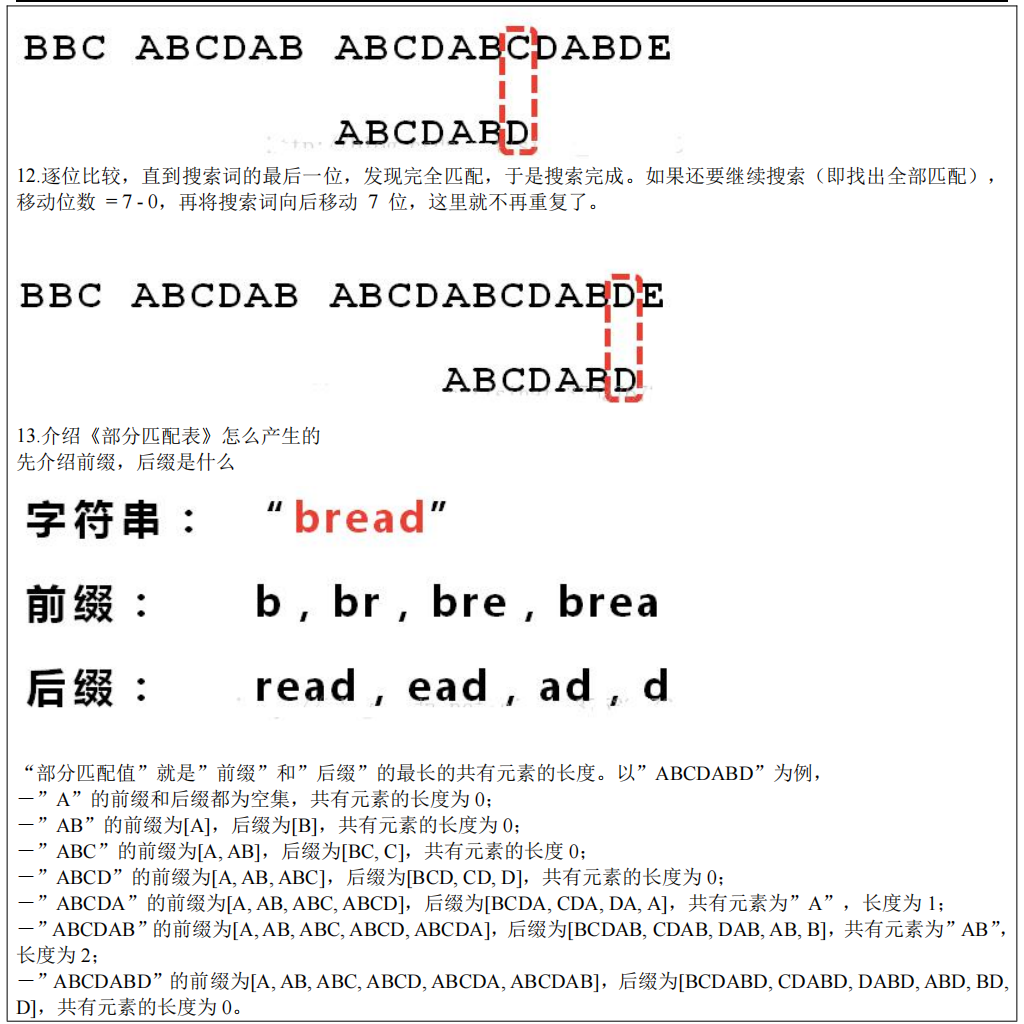 BBC ABCDAB ABCDABCDABDE
ABCDABD
12.逐位比较，直到搜索词的最后一位，发现完全匹配，于是搜索完成。如果还要继续搜索（即找出全部匹配），
移动位数 = 7 - 0，再将搜索词向后移动 7 位，这里就不再重复了。
BBC ABCDAB ABCDABCDABDE
ABCDABD
13.介绍《部分匹配表》怎么产生的
先介绍前缀，后缀是什么
字符串： “bread”
前缀： b , br , bre , brea
后缀： read , ead , ad , d
“部分匹配值”就是”前缀”和”后缀”的最长的共有元素的长度。以”ABCDABD”为例，
－”A”的前缀和后缀都为空集，共有元素的长度为 0；
－”AB”的前缀为[A]，后缀为[B]，共有元素的长度为 0；
－”ABC”的前缀为[A, AB]，后缀为[BC, C]，共有元素的长度 0；
－”ABCD”的前缀为[A, AB, ABC]，后缀为[BCD, CD, D]，共有元素的长度为 0；
－”ABCDA”的前缀为[A, AB, ABC, ABCD]，后缀为[BCDA, CDA, DA, A]，共有元素为”A”，长度为 1；
－”ABCDAB”的前缀为[A, AB, ABC, ABCD, ABCDA]，后缀为[BCDAB, CDAB, DAB, AB, B]，共有元素为”AB”，
长度为 2；
－”ABCDABD”的前缀为[A, AB, ABC, ABCD, ABCDA, ABCDAB]，后缀为[BCDABD, CDABD, DABD, ABD, BD,
D]，共有元素的长度为 0。